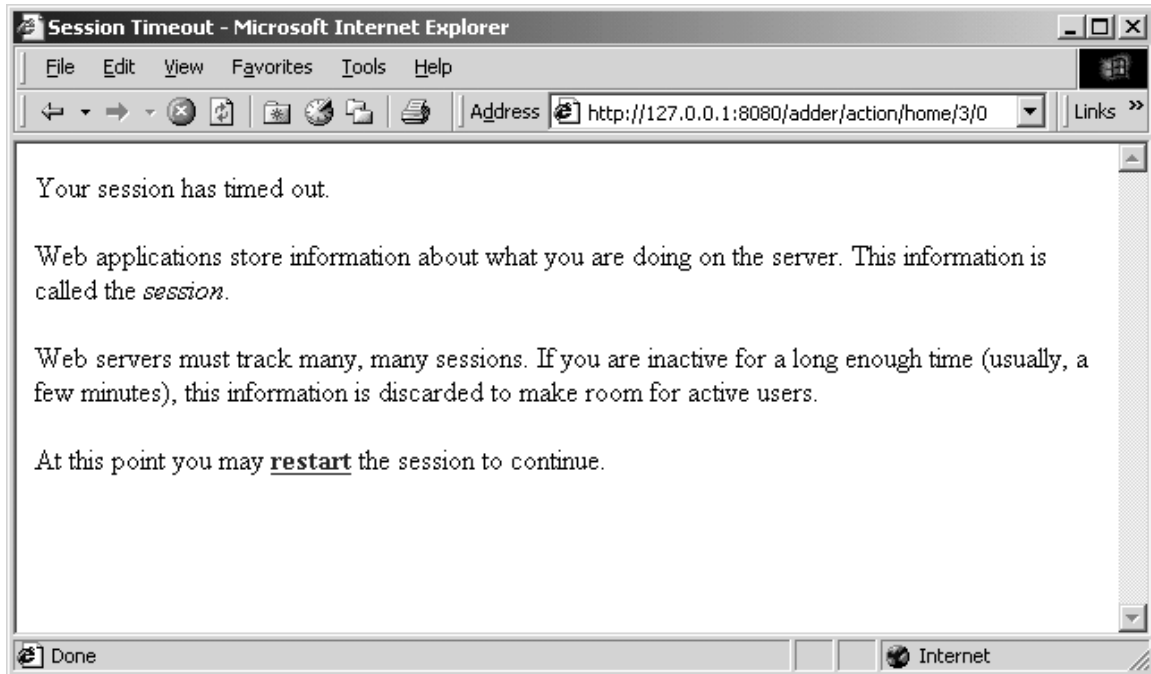 Session Timeout - Microsoft Internet Explorer
File Edit View Favorites Tools Help
Address http://127.0.0.1:8080/adder/action/home/3/0 Links »
Your session has timed out.
Web applications store information about what you are doing on the server. This information is
called the session.
Web servers must track many, many sessions. If you are inactive for a long enough time (usually, a
few minutes), this information is discarded to make room for active users.
At this point you may restart the session to continue.
Done Internet